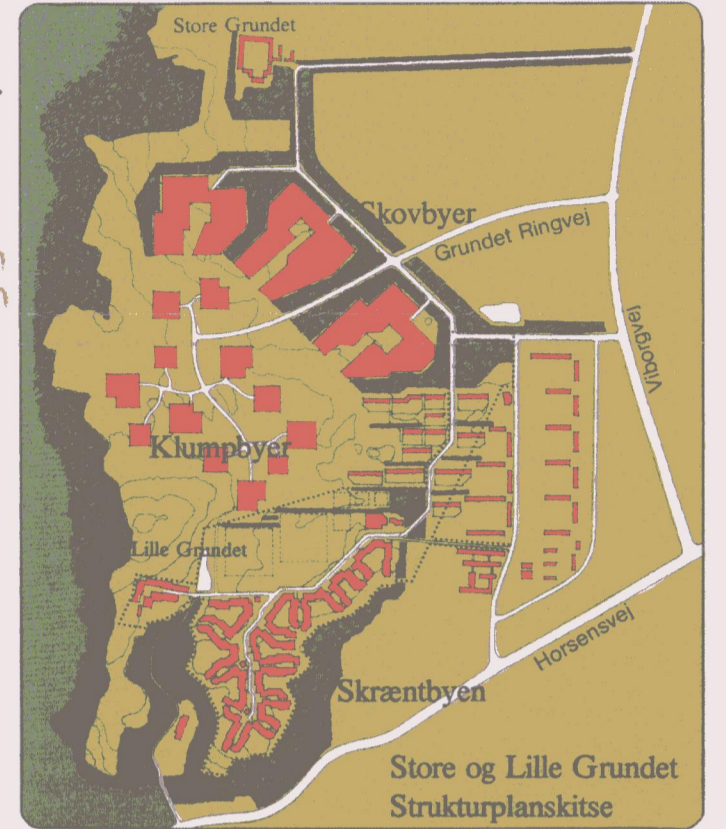 Store Grundet
Skovbyer
Grundet Ringvej
Viborgvej
Klumpbyer
Lille Grundet
Horsensvej
Skræntbyen
Store og Lille Grundet
Strukturplanskitse